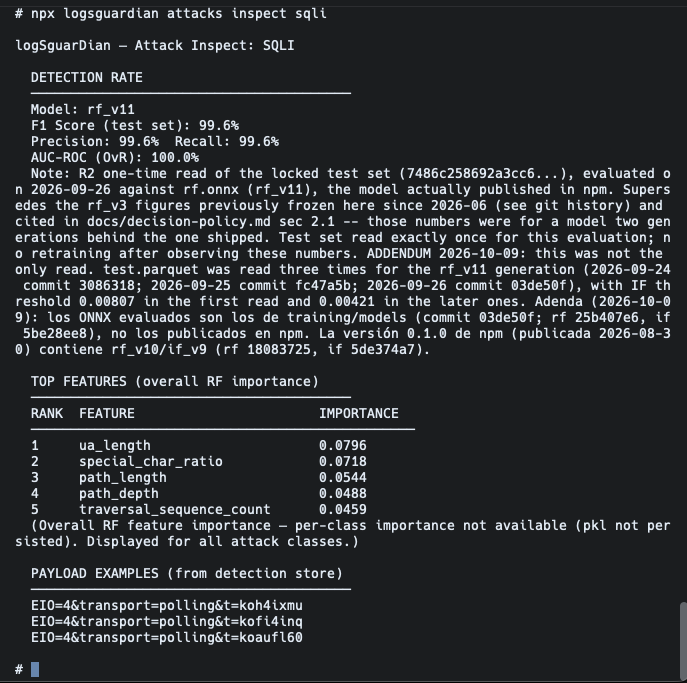 # npx logsguardian attacks inspect sqli
logSguarDian — Attack Inspect: SQLI
DETECTION RATE
Model: rf_v11
F1 Score (test set): 99.6%
Precision: 99.6%  Recall: 99.6%
AUC-ROC (OvR): 100.0%
Note: R2 one-time read of the locked test set (7486c258692a3cc6...), evaluated o
n 2026-09-26 against rf.onnx (rf_v11), the model actually published in npm. Supers
edes the rf_v3 figures previously frozen here since 2026-06 (see git history) and
cited in docs/decision-policy.md sec 2.1 -- those numbers were for a model two gen
erations behind the one shipped. Test set read exactly once for this evaluation; n
o retraining after observing these numbers. ADDENDUM 2026-10-09: this was not the
only read. test.parquet was read three times for the rf_v11 generation (2026-09-24
commit 3086318; 2026-09-25 commit fc47a5b; 2026-09-26 commit 03de50f), with IF th
reshold 0.00807 in the first read and 0.00421 in the later ones. Adenda (2026-10-0
9): los ONNX evaluados son los de training/models (commit 03de50f; rf 25b407e6, if
5be28ee8), no los publicados en npm. La versión 0.1.0 de npm (publicada 2026-08-3
0) contiene rf_v10/if_v9 (rf 18083725, if 5de374a7).
TOP FEATURES (overall RF importance)
RANK  FEATURE  IMPORTANCE
1  ua_length  0.0796
2  special_char_ratio  0.0718
3  path_length  0.0544
4  path_depth  0.0488
5  traversal_sequence_count  0.0459
(Overall RF feature importance — per-class importance not available (pkl not per
sisted). Displayed for all attack classes.)
PAYLOAD EXAMPLES (from detection store)
EIO=4&transport=polling&t=koh4ixmu
EIO=4&transport=polling&t=kofi4inq
EIO=4&transport=polling&t=koaufl60
#